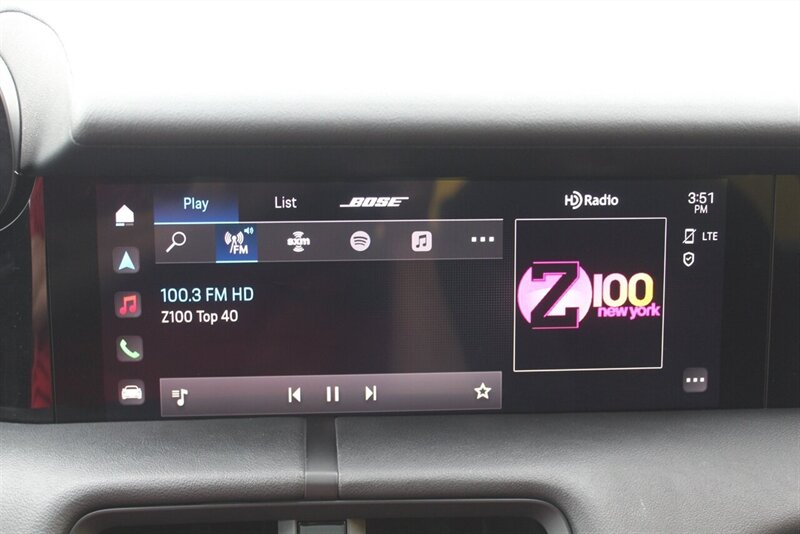 Play List BOSE HD Radio 3:51
PM
FM sxm LTE
100.3 FM HD
Z100 Top 40
Z100
new york